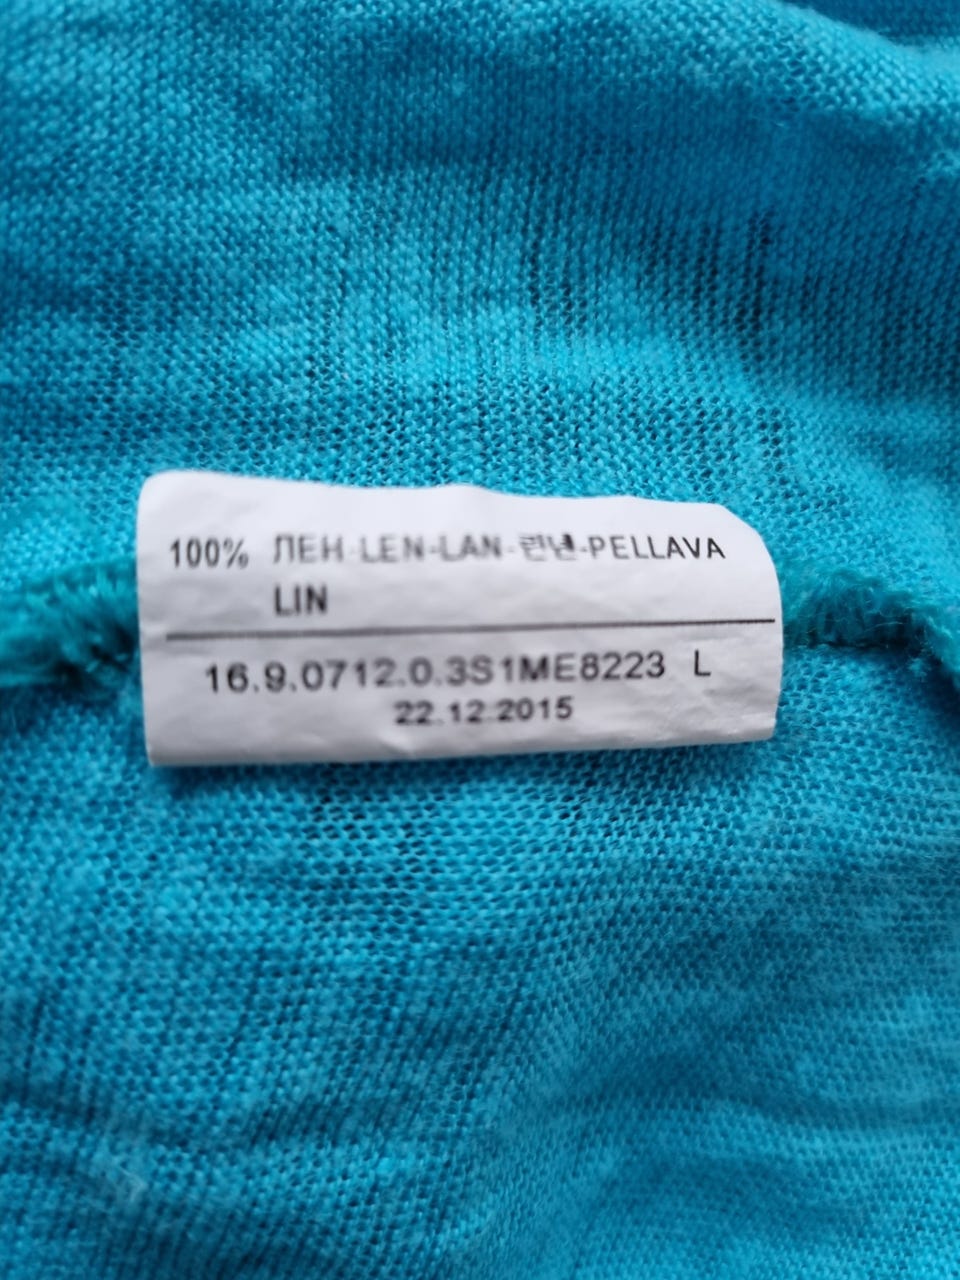 100% ЛЕН-LEN-LAN-린넨-PELLAVA
LIN
16.9.0712.0.3S1ME8223 L
22.12.2015